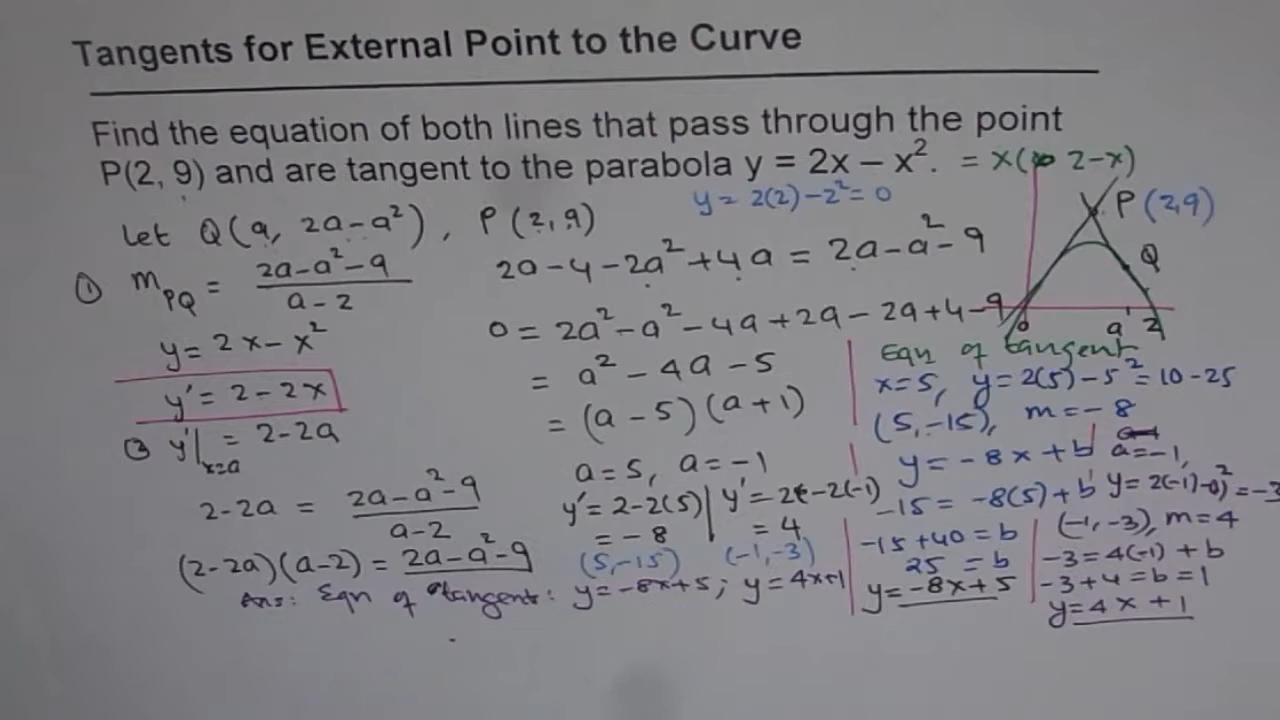 Tangents for External Point to the Curve
Find the equation of both lines that pass through the point
P(2, 9) and are tangent to the parabola y = 2x – x². = x(2-x)
y = 2(2) - 2² = 0
Let Q(a, 2a-a²), P(2,9)
① m_PQ = (2a-a²-9)/(a-2)
y = 2x - x²
y' = 2 - 2x
② y'|_x=a = 2-2a
2-2a = (2a-a²-9)/(a-2)
(2-2a)(a-2) = 2a-a²-9
2a-4-2a²+4a = 2a-a²-9
0 = 2a²-a²-4a+2a-2a+4-9
= a²-4a-5
= (a-5)(a+1)
a=5, a=-1
y'=2-2(5) | y'=2-2(-1)
= -8 = 4
(5,-15) (-1,-3)
Ans: Eqn of tangent: y=-8x+5; y=4x+1
P(2,9)
Q
0 a 2
Eqn of tangent
x=5, y=2(5)-5²=10-25
(5,-15), m=-8
y=-8x+b
-15=-8(5)+b
-15+40=b
25=b
y=-8x+5
a=-1,
y=2(-1)-(-1)²=-3
(-1,-3), m=4
-3=4(-1)+b
-3+4=b=1
y=4x+1